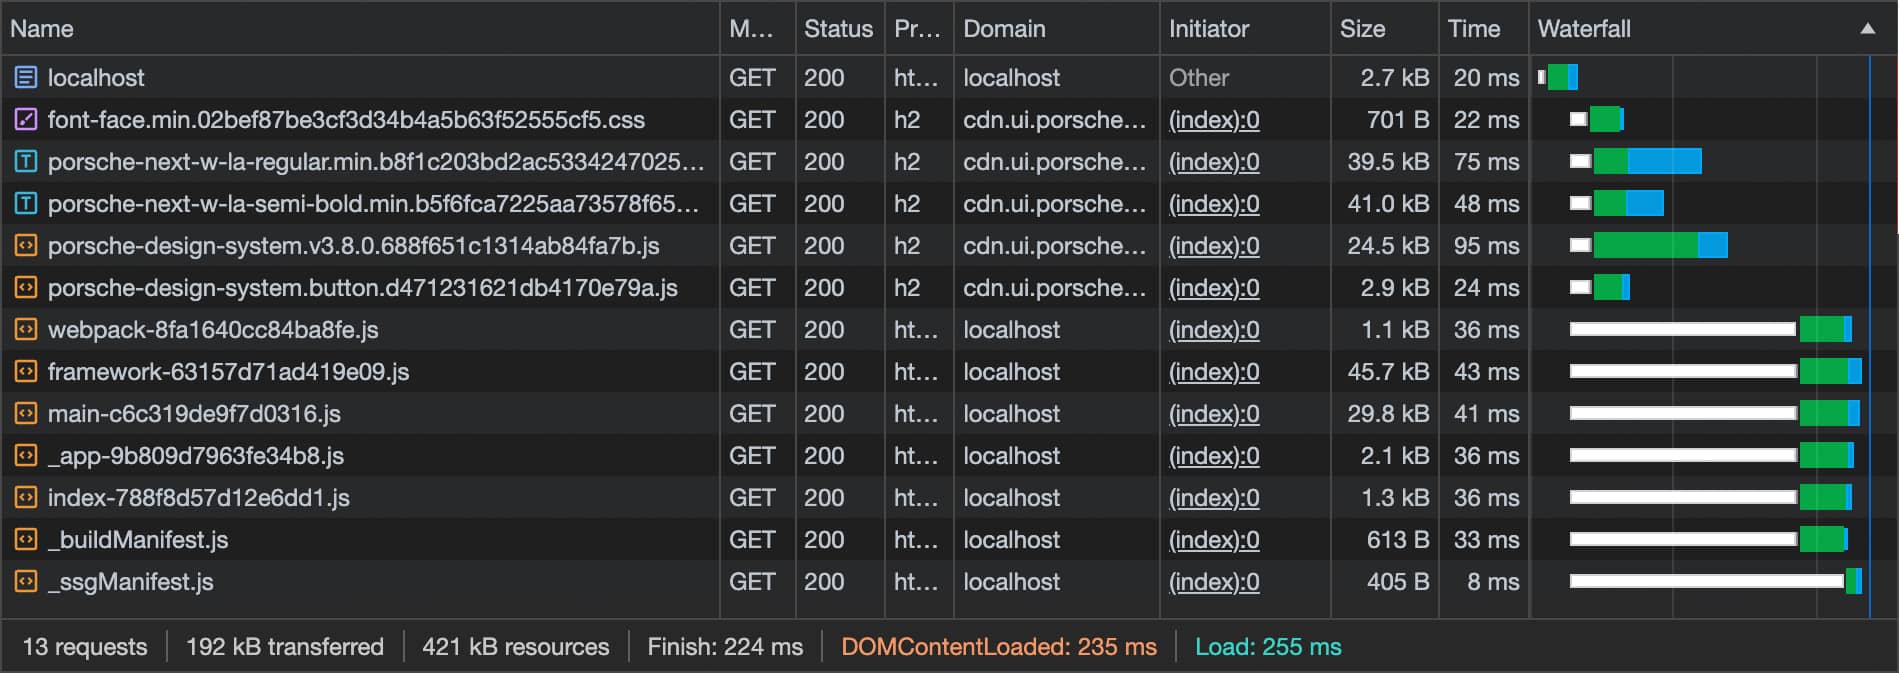 Name M... Status Pr... Domain Initiator Size Time Waterfall
localhost GET 200 ht... localhost Other 2.7 kB 20 ms
font-face.min.02bef87be3cf3d34b4a5b63f52555cf5.css GET 200 h2 cdn.ui.porsche... (index):0 701 B 22 ms
porsche-next-w-la-regular.min.b8f1c203bd2ac5334247025... GET 200 h2 cdn.ui.porsche... (index):0 39.5 kB 75 ms
porsche-next-w-la-semi-bold.min.b5f6fca7225aa73578f65... GET 200 h2 cdn.ui.porsche... (index):0 41.0 kB 48 ms
porsche-design-system.v3.8.0.688f651c1314ab84fa7b.js GET 200 h2 cdn.ui.porsche... (index):0 24.5 kB 95 ms
porsche-design-system.button.d471231621db4170e79a.js GET 200 h2 cdn.ui.porsche... (index):0 2.9 kB 24 ms
webpack-8fa1640cc84ba8fe.js GET 200 ht... localhost (index):0 1.1 kB 36 ms
framework-63157d71ad419e09.js GET 200 ht... localhost (index):0 45.7 kB 43 ms
main-c6c319de9f7d0316.js GET 200 ht... localhost (index):0 29.8 kB 41 ms
_app-9b809d7963fe34b8.js GET 200 ht... localhost (index):0 2.1 kB 36 ms
index-788f8d57d12e6dd1.js GET 200 ht... localhost (index):0 1.3 kB 36 ms
_buildManifest.js GET 200 ht... localhost (index):0 613 B 33 ms
_ssgManifest.js GET 200 ht... localhost (index):0 405 B 8 ms
13 requests 192 kB transferred 421 kB resources Finish: 224 ms DOMContentLoaded: 235 ms Load: 255 ms